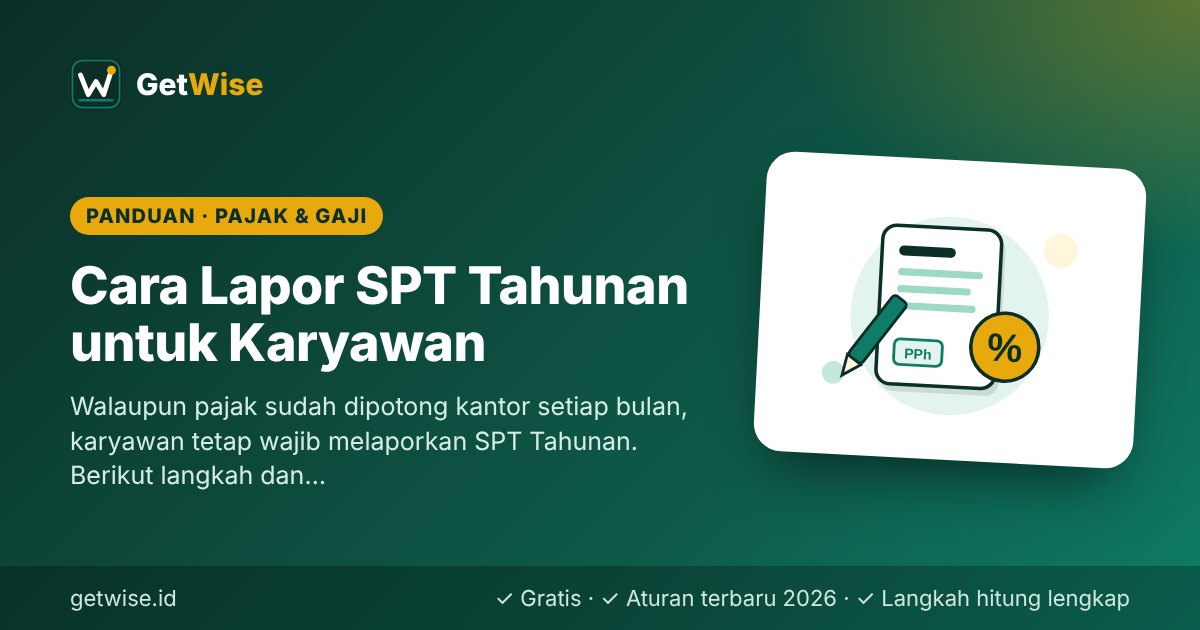 GetWise
PANDUAN · PAJAK & GAJI
Cara Lapor SPT Tahunan
untuk Karyawan
Walaupun pajak sudah dipotong kantor setiap bulan,
karyawan tetap wajib melaporkan SPT Tahunan.
Berikut langkah dan...
PPh
%
getwise.id
✓ Gratis · ✓ Aturan terbaru 2026 · ✓ Langkah hitung lengkap